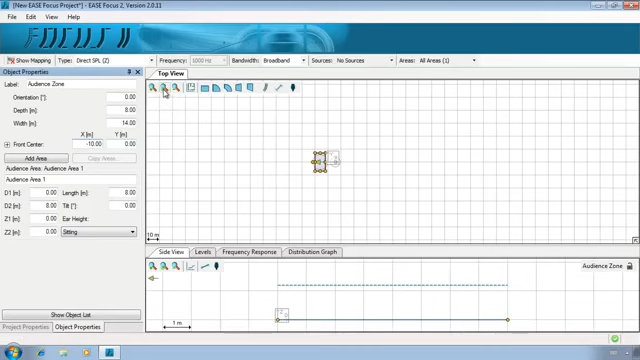 [New EASE Focus Project*] - EASE Focus 2, Version 2.0.11
File Edit View Help
FOCUS II
Show Mapping Type: Direct SPL (Z) Frequency: 1000 Hz Bandwidth: Broadband Sources: No Sources Areas: All Areas (1)
Object Properties
Top View
Label: Audience Zone
Orientation [°]: 0.00
Depth [m]: 8.00
Width [m]: 14.00
X [m] Y [m]
Front Center: -10.00 0.00
Add Area Copy Areas...
Audience Area: Audience Area 1
Audience Area 1
D1 [m]: 0.00 Length [m]: 8.00
D2 [m]: 8.00 Tilt [°]: 0.00
Z1 [m]: 0.00 Ear Height:
Z2 [m]: 0.00 Sitting
10 m
Side View Levels Frequency Response Distribution Graph
Audience Zone
1 m
Show Object List
Project Properties Object Properties